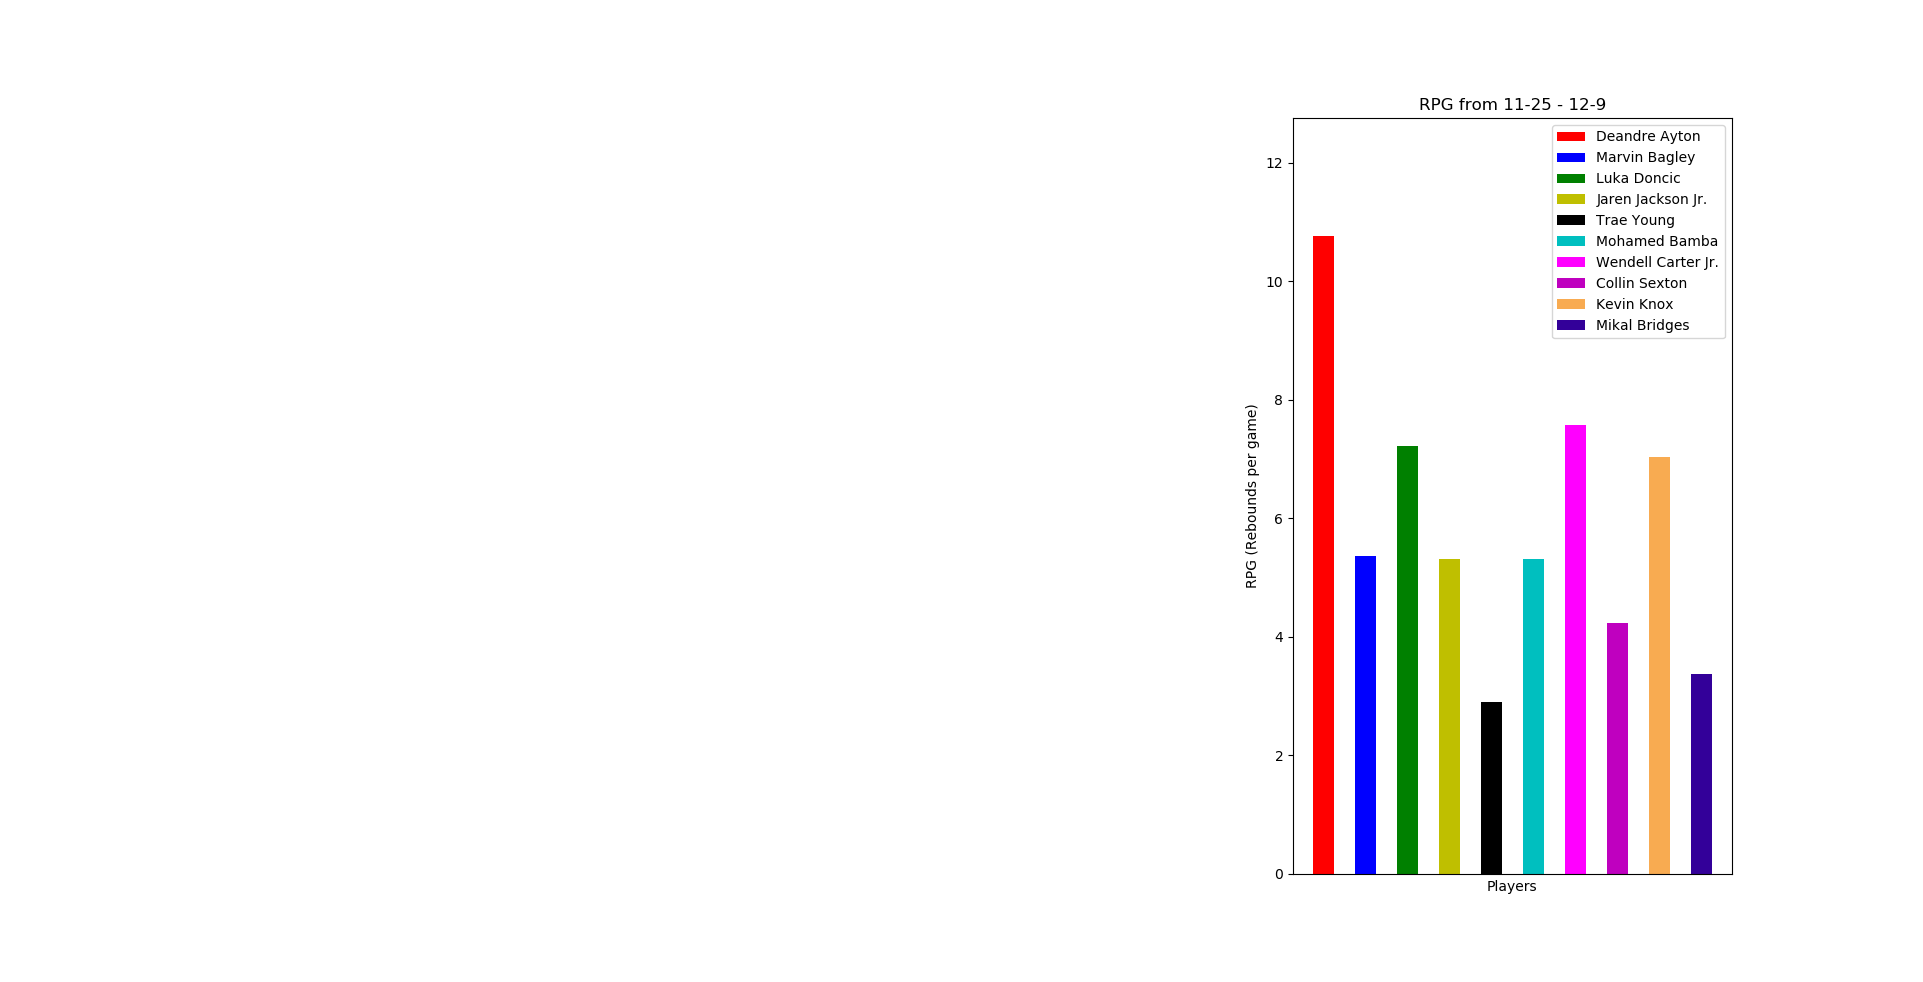 RPG from 11-25 - 12-9
Deandre Ayton
Marvin Bagley
Luka Doncic
Jaren Jackson Jr.
Trae Young
Mohamed Bamba
Wendell Carter Jr.
Collin Sexton
Kevin Knox
Mikal Bridges
12
10
8
6
4
2
0
RPG (Rebounds per game)
Players